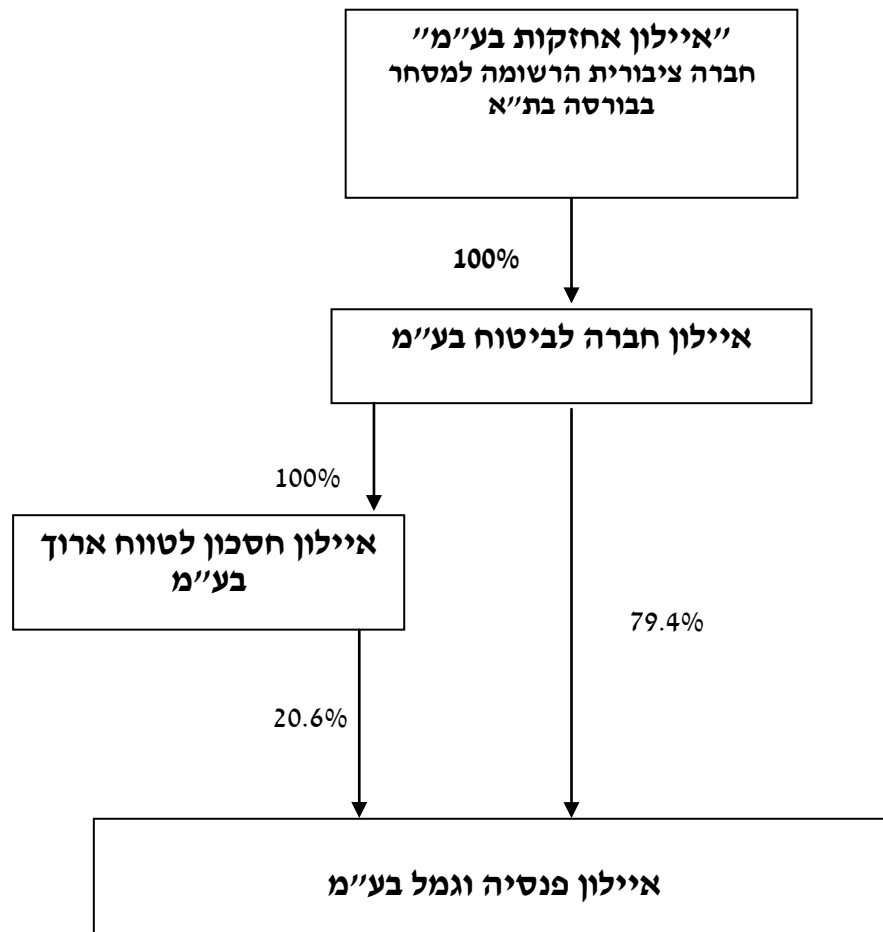 "איילון אחזקות בע"מ"
חברה ציבורית הרשומה למסחר
בבורסה בת"א
100%
איילון חברה לביטוח בע"מ
100%
איילון חסכון לטווח ארוך
בע"מ
79.4%
20.6%
איילון פנסיה וגמל בע"מ